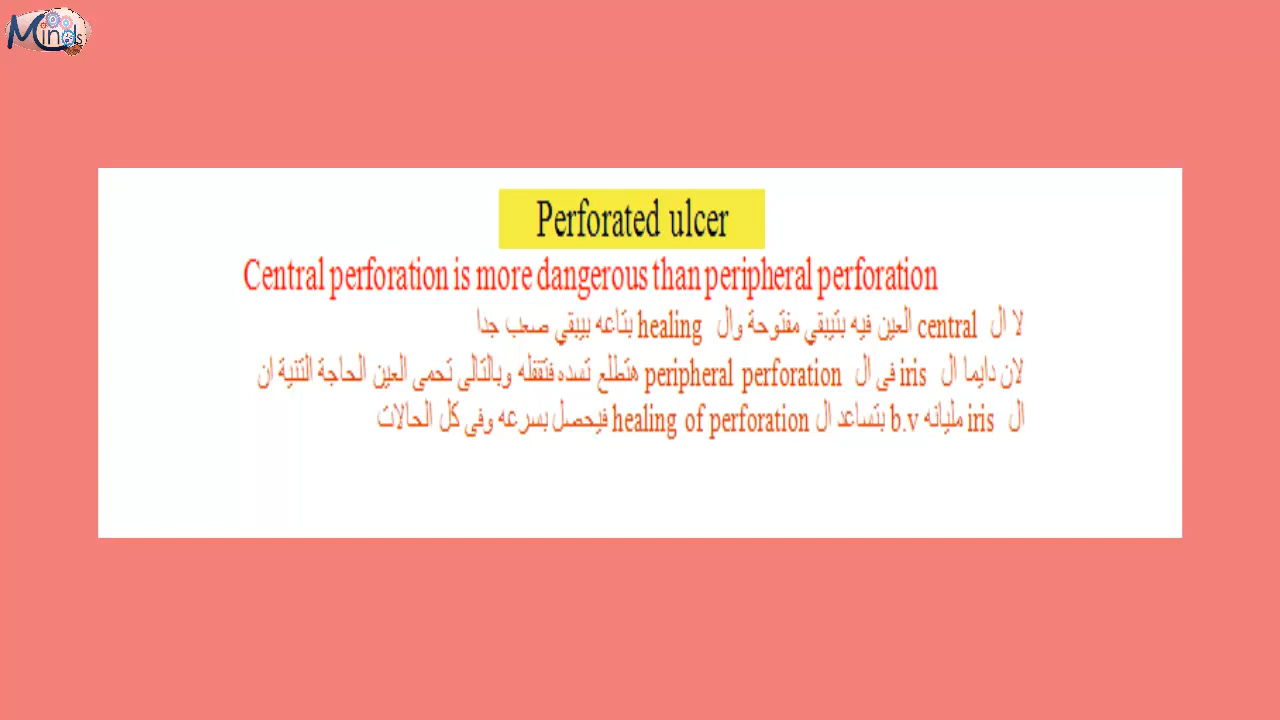 Minds
Perforated ulcer
Central perforation is more dangerous than peripheral perforation
لا ال central العين فيه بتيبقي مفتوحة وال healing بتاعه بيبقي صعب جدا
لان دايما ال iris فى ال peripheral perforation هتطلع تسده فتقفله وبالتالى تحمى العين الحاجة التنية ان
ال iris مليانه b.v بتساعد ال healing of perforation فيحصل بسرعه وفى كل الحالات